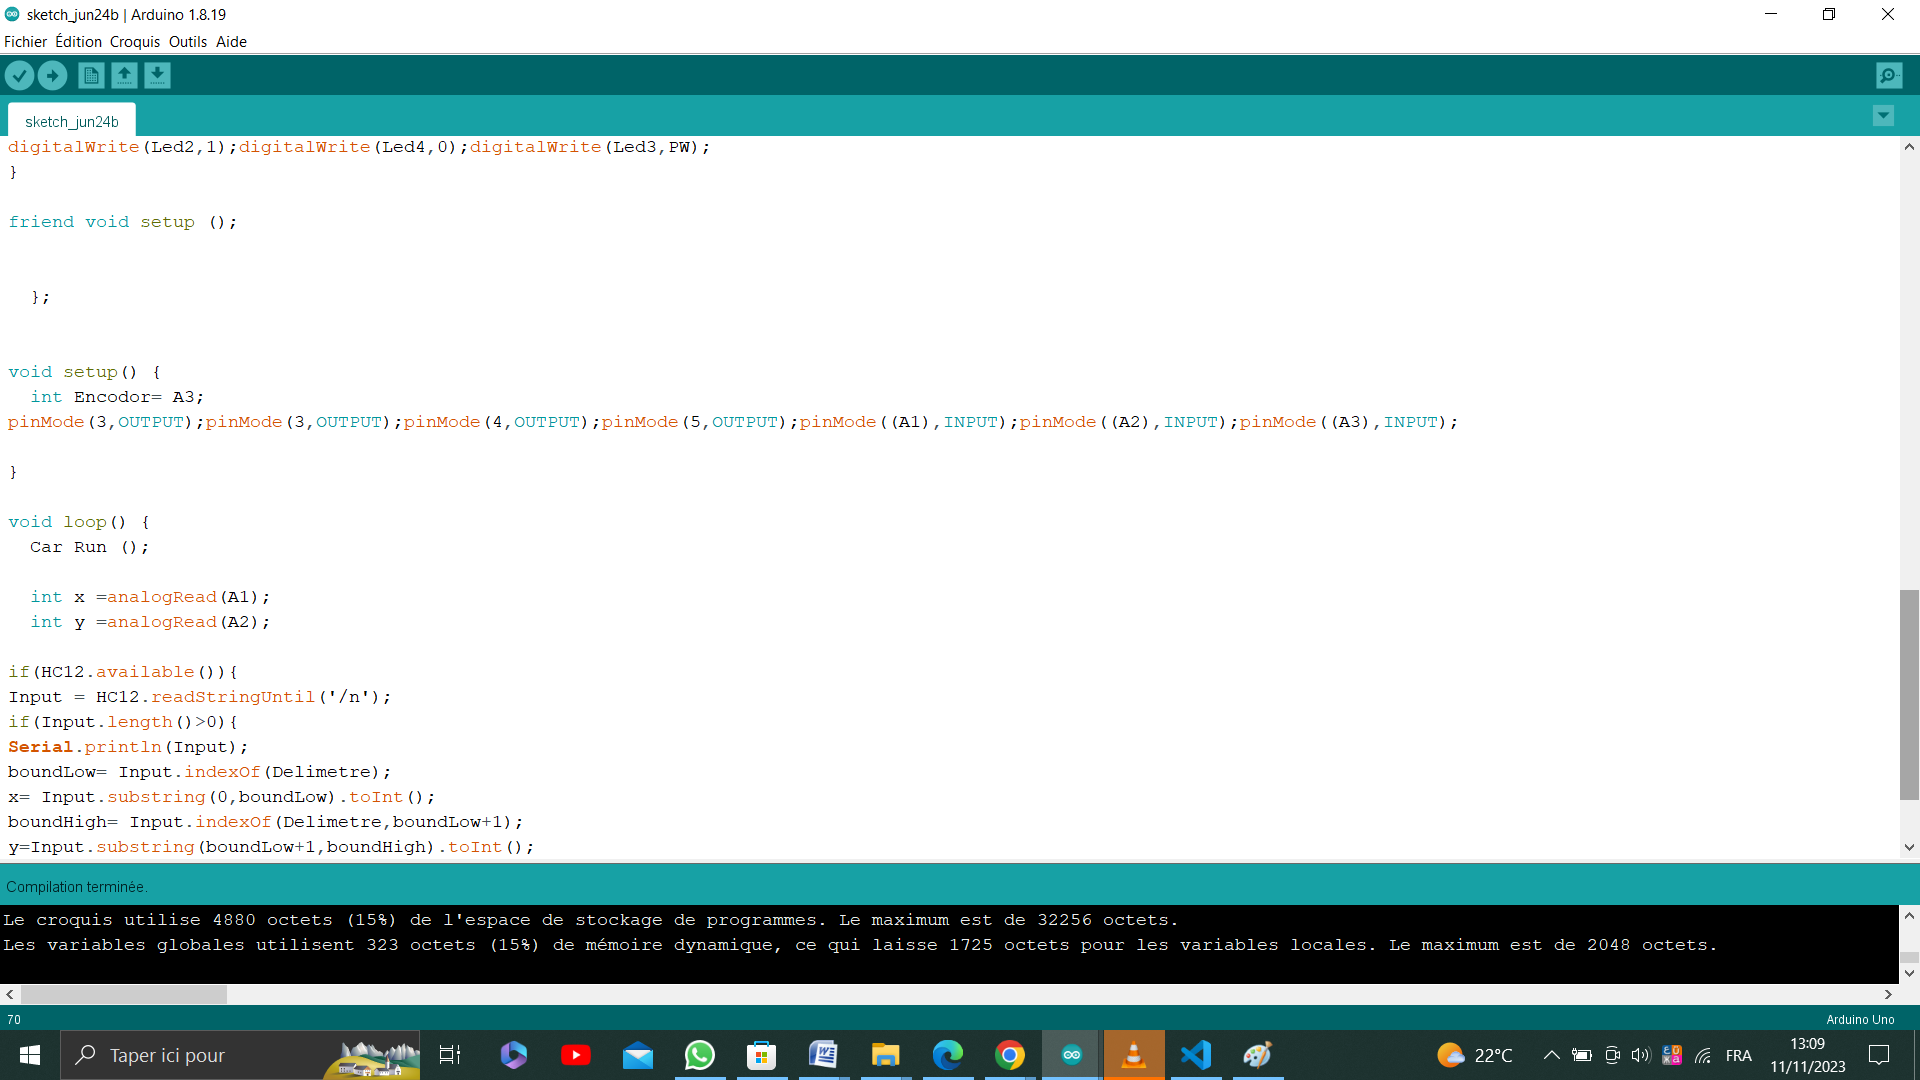 sketch_jun24b | Arduino 1.8.19
Fichier Édition Croquis Outils Aide
sketch_jun24b
digitalWrite(Led2,1);digitalWrite(Led4,0);digitalWrite(Led3,PW);
}
friend void setup ();
};
void setup() {
int Encodor= A3;
pinMode(3,OUTPUT);pinMode(3,OUTPUT);pinMode(4,OUTPUT);pinMode(5,OUTPUT);pinMode((A1),INPUT);pinMode((A2),INPUT);pinMode((A3),INPUT);
}
void loop() {
Car Run ();
int x =analogRead(A1);
int y =analogRead(A2);
if(HC12.available()){
Input = HC12.readStringUntil('/n');
if(Input.length()>0){
Serial.println(Input);
boundLow= Input.indexOf(Delimetre);
x= Input.substring(0,boundLow).toInt();
boundHigh= Input.indexOf(Delimetre,boundLow+1);
y=Input.substring(boundLow+1,boundHigh).toInt();
Compilation terminée.
Le croquis utilise 4880 octets (15%) de l'espace de stockage de programmes. Le maximum est de 32256 octets.
Les variables globales utilisent 323 octets (15%) de mémoire dynamique, ce qui laisse 1725 octets pour les variables locales. Le maximum est de 2048 octets.
70
Arduino Uno
Taper ici pour
22°C
FRA
13:09
11/11/2023